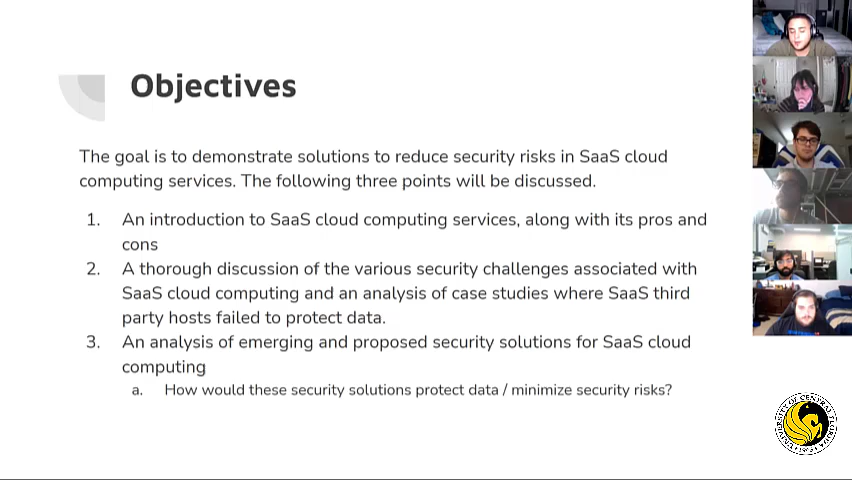 Objectives
The goal is to demonstrate solutions to reduce security risks in SaaS cloud
computing services. The following three points will be discussed.
1. An introduction to SaaS cloud computing services, along with its pros and
cons
2. A thorough discussion of the various security challenges associated with
SaaS cloud computing and an analysis of case studies where SaaS third
party hosts failed to protect data.
3. An analysis of emerging and proposed security solutions for SaaS cloud
computing
a. How would these security solutions protect data / minimize security risks?
UNIVERSITY OF CENTRAL FLORIDA